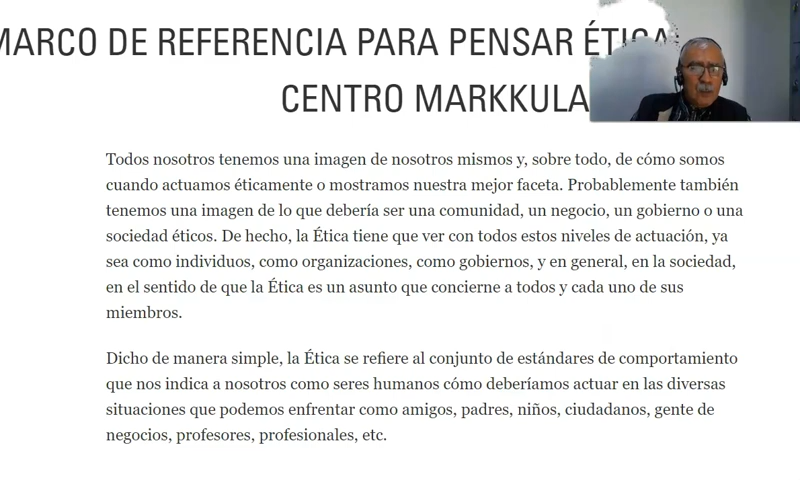 MARCO DE REFERENCIA PARA PENSAR ÉTICA
CENTRO MARKKULA
Todos nosotros tenemos una imagen de nosotros mismos y, sobre todo, de cómo somos
cuando actuamos éticamente o mostramos nuestra mejor faceta. Probablemente también
tenemos una imagen de lo que debería ser una comunidad, un negocio, un gobierno o una
sociedad éticos. De hecho, la Ética tiene que ver con todos estos niveles de actuación, ya
sea como individuos, como organizaciones, como gobiernos, y en general, en la sociedad,
en el sentido de que la Ética es un asunto que concierne a todos y cada uno de sus
miembros.
Dicho de manera simple, la Ética se refiere al conjunto de estándares de comportamiento
que nos indica a nosotros como seres humanos cómo deberíamos actuar en las diversas
situaciones que podemos enfrentar como amigos, padres, niños, ciudadanos, gente de
negocios, profesores, profesionales, etc.